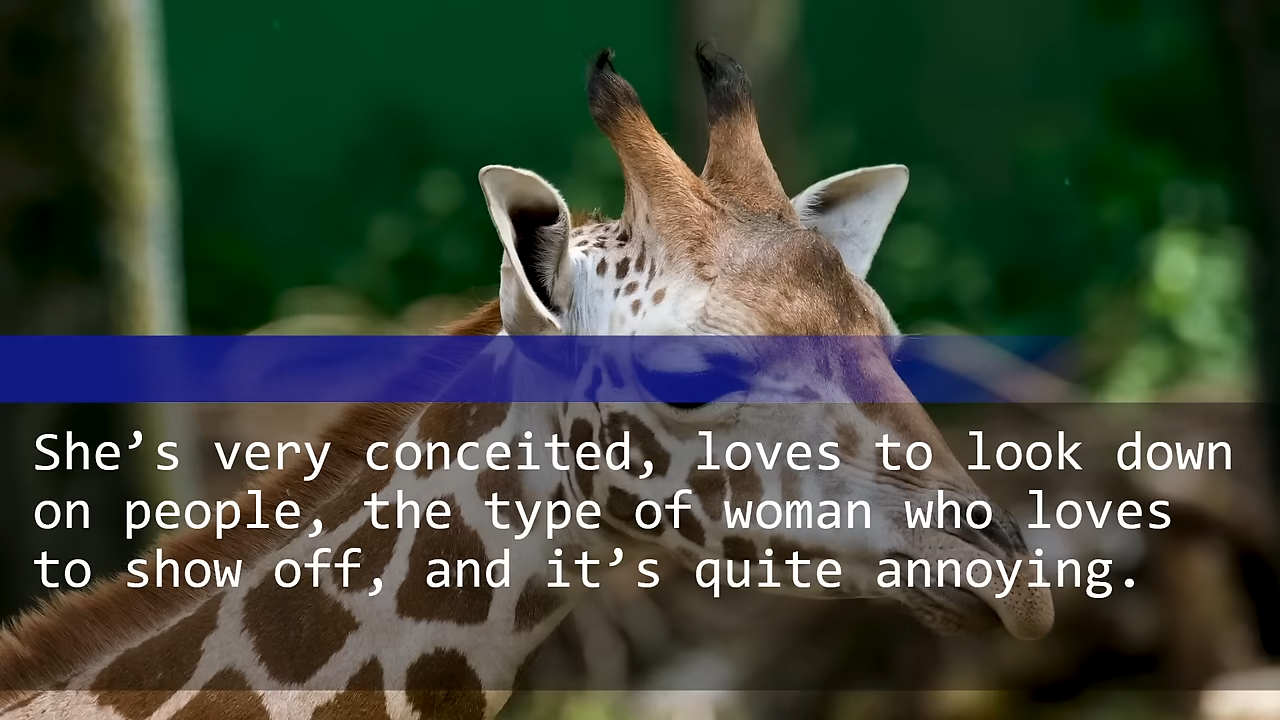 She’s very conceited, loves to look down
on people, the type of woman who loves
to show off, and it’s quite annoying.